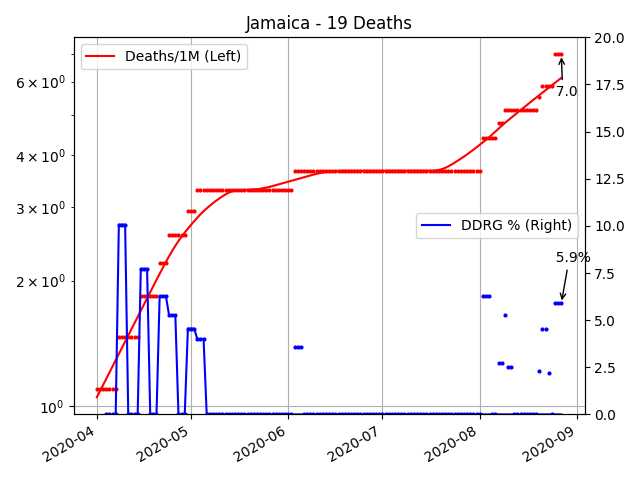 Jamaica - 19 Deaths
Deaths/1M (Left)
DDRG % (Right)
7.0
5.9%
6 × 10⁰
4 × 10⁰
3 × 10⁰
2 × 10⁰
10⁰
20.0
17.5
15.0
12.5
10.0
7.5
5.0
2.5
0.0
2020-04
2020-05
2020-06
2020-07
2020-08
2020-09